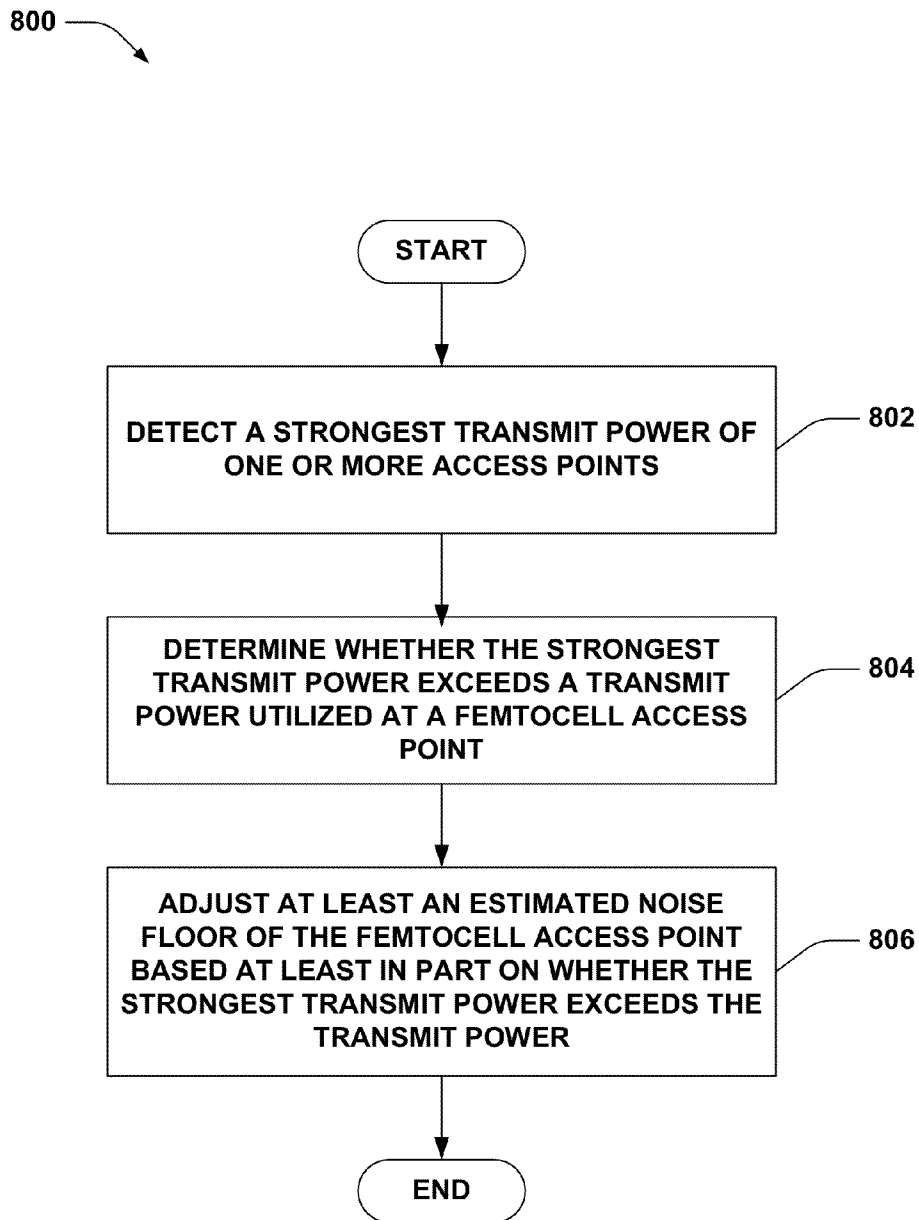 800
START
DETECT A STRONGEST TRANSMIT POWER OF
ONE OR MORE ACCESS POINTS
802
DETERMINE WHETHER THE STRONGEST
TRANSMIT POWER EXCEEDS A TRANSMIT
POWER UTILIZED AT A FEMTOCELL ACCESS
POINT
804
ADJUST AT LEAST AN ESTIMATED NOISE
FLOOR OF THE FEMTOCELL ACCESS POINT
BASED AT LEAST IN PART ON WHETHER THE
STRONGEST TRANSMIT POWER EXCEEDS THE
TRANSMIT POWER
806
END